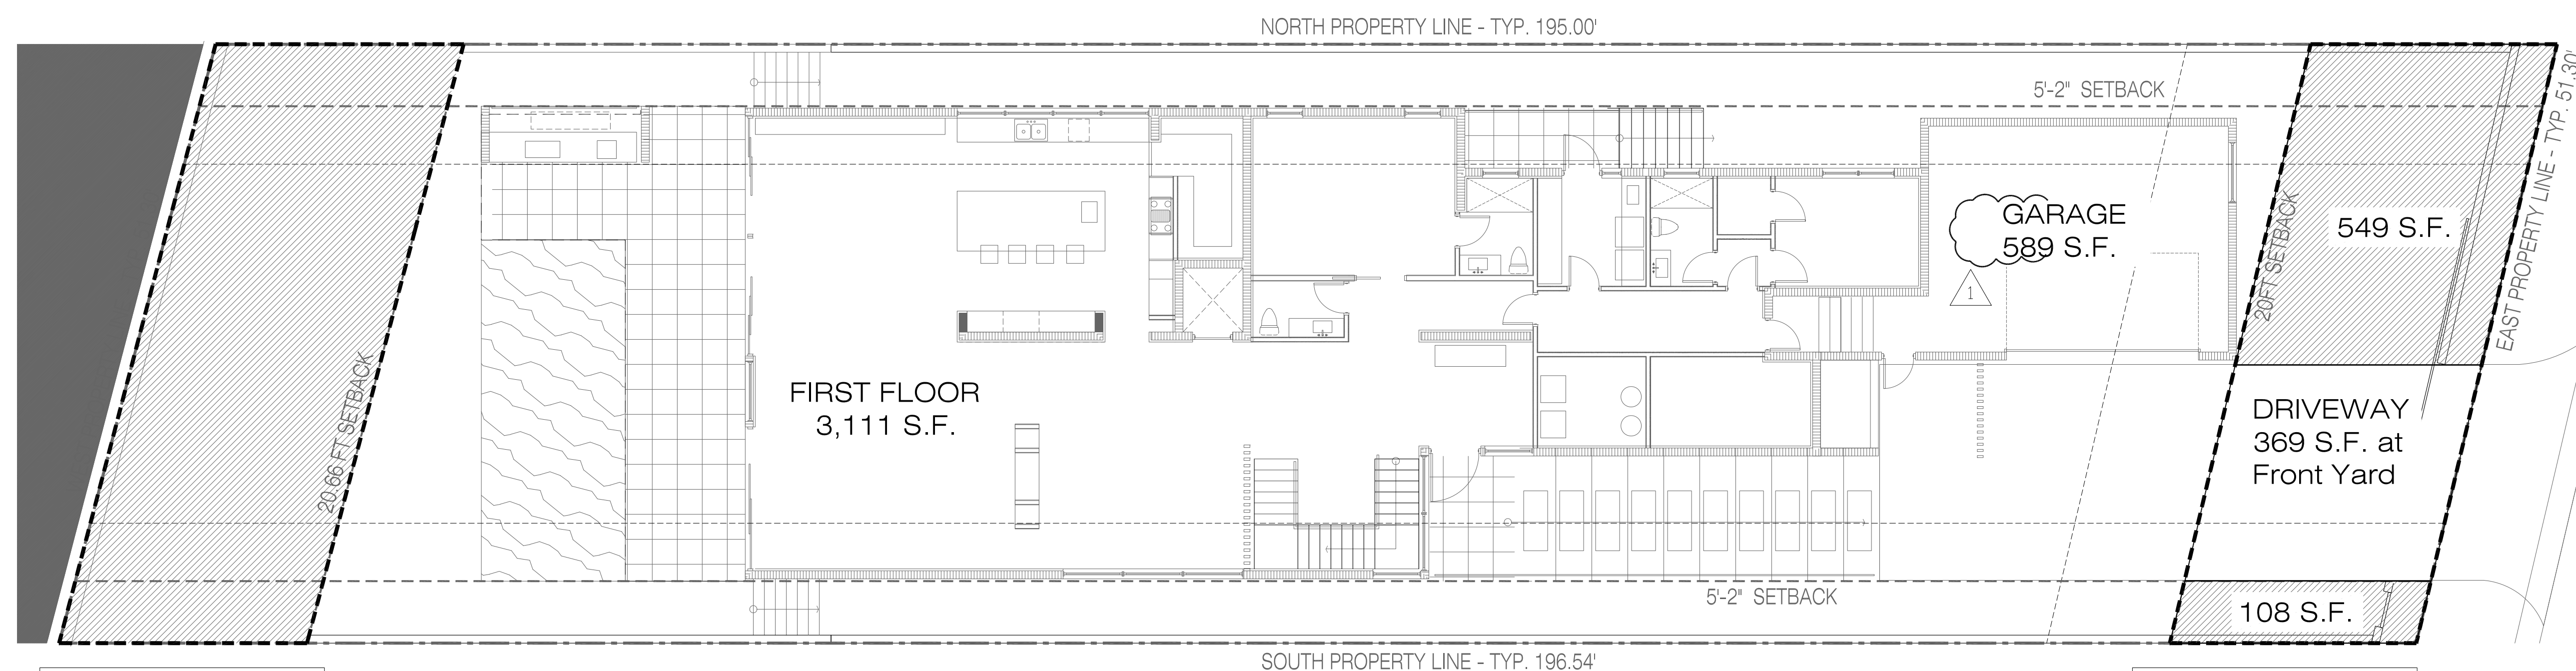 NORTH PROPERTY LINE - TYP. 195.00'
5'-2" SETBACK
EAST PROPERTY LINE - TYP. 51.30'
GARAGE
589 S.F.
1
20FT SETBACK
549 S.F.
20.66 FT SETBACK
FIRST FLOOR
3,111 S.F.
DRIVEWAY
369 S.F. at
Front Yard
5'-2" SETBACK
108 S.F.
SOUTH PROPERTY LINE - TYP. 196.54'